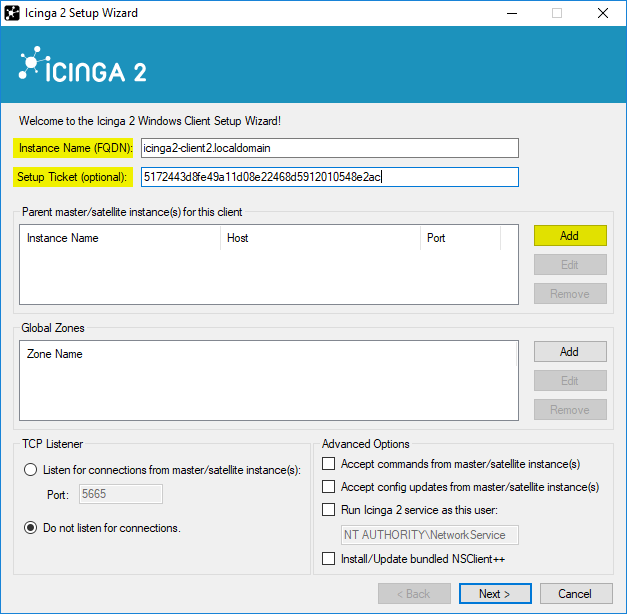 Icinga 2 Setup Wizard
iCINGA 2
Welcome to the Icinga 2 Windows Client Setup Wizard!
Instance Name (FQDN): icinga2-client2.localdomain
Setup Ticket (optional): 5172443d8fe49a11d08e22468d5912010548e2ac
Parent master/satellite instance(s) for this client
Instance Name Host Port
Add
Edit
Remove
Global Zones
Zone Name
Add
Edit
Remove
TCP Listener
Listen for connections from master/satellite instance(s):
Port: 5665
Do not listen for connections.
Advanced Options
Accept commands from master/satellite instance(s)
Accept config updates from master/satellite instance(s)
Run Icinga 2 service as this user:
NT AUTHORITY\NetworkService
Install/Update bundled NSClient++
< Back Next > Cancel